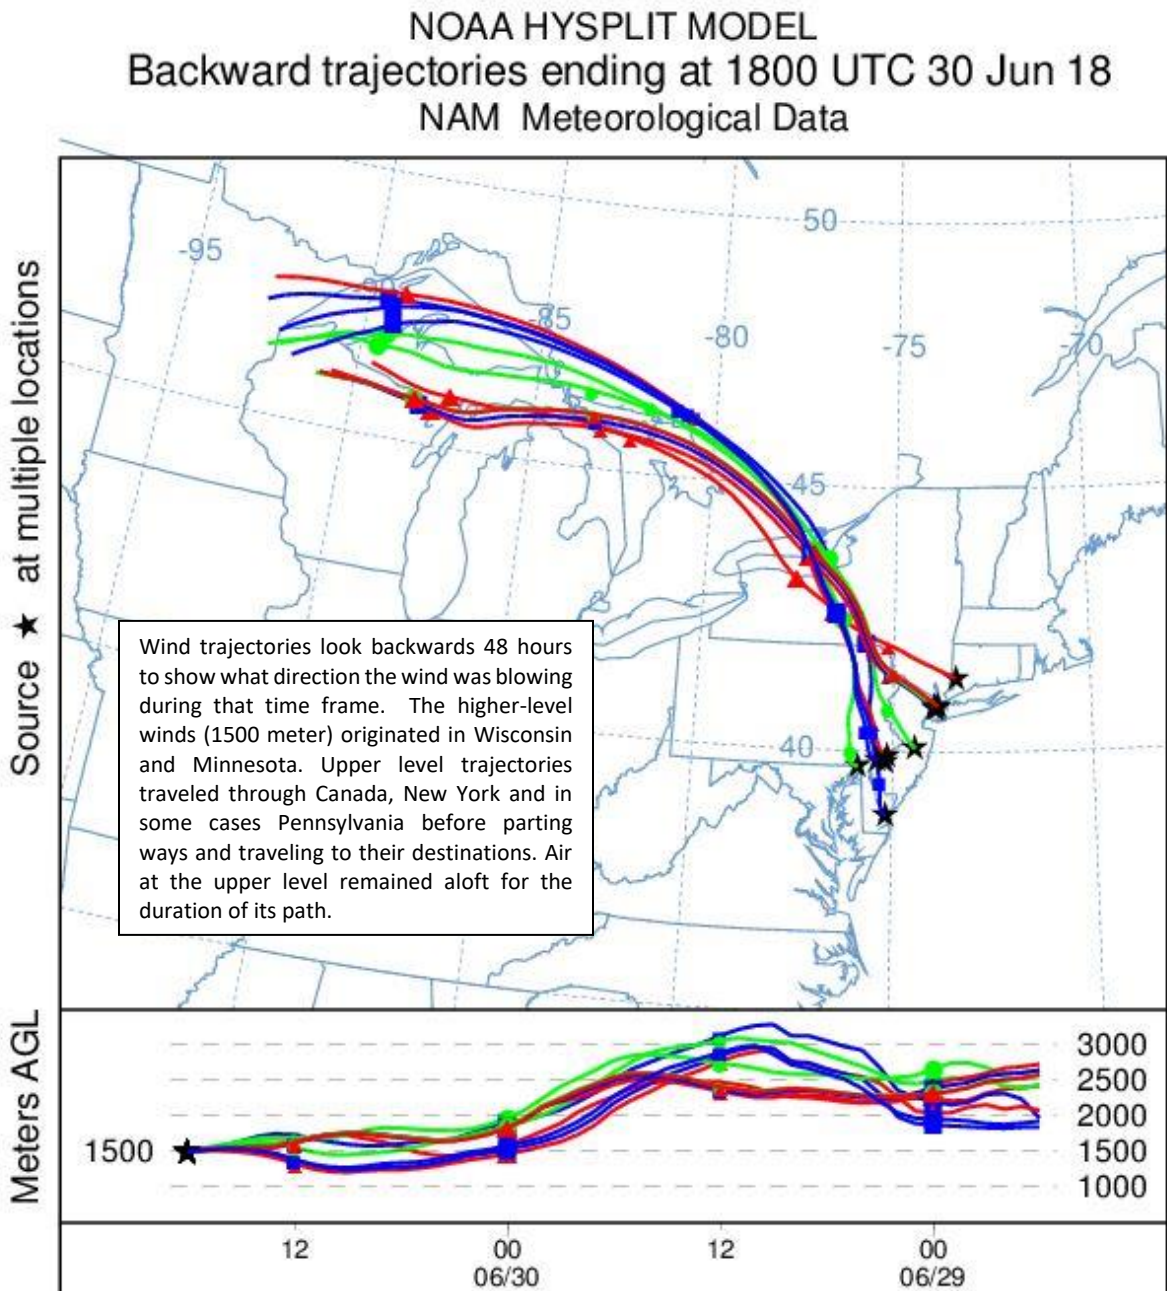 NOAA HYSPLIT MODEL
Backward trajectories ending at 1800 UTC 30 Jun 18
NAM Meteorological Data
Source ★ at multiple locations
50
-95
-90
-85
-80
-75
-70
45
40
Wind trajectories look backwards 48 hours
to show what direction the wind was blowing
during that time frame. The higher-level
winds (1500 meter) originated in Wisconsin
and Minnesota. Upper level trajectories
traveled through Canada, New York and in
some cases Pennsylvania before parting
ways and traveling to their destinations. Air
at the upper level remained aloft for the
duration of its path.
Meters AGL
1500
3000
2500
2000
1500
1000
12 00 12 00
06/30 06/29